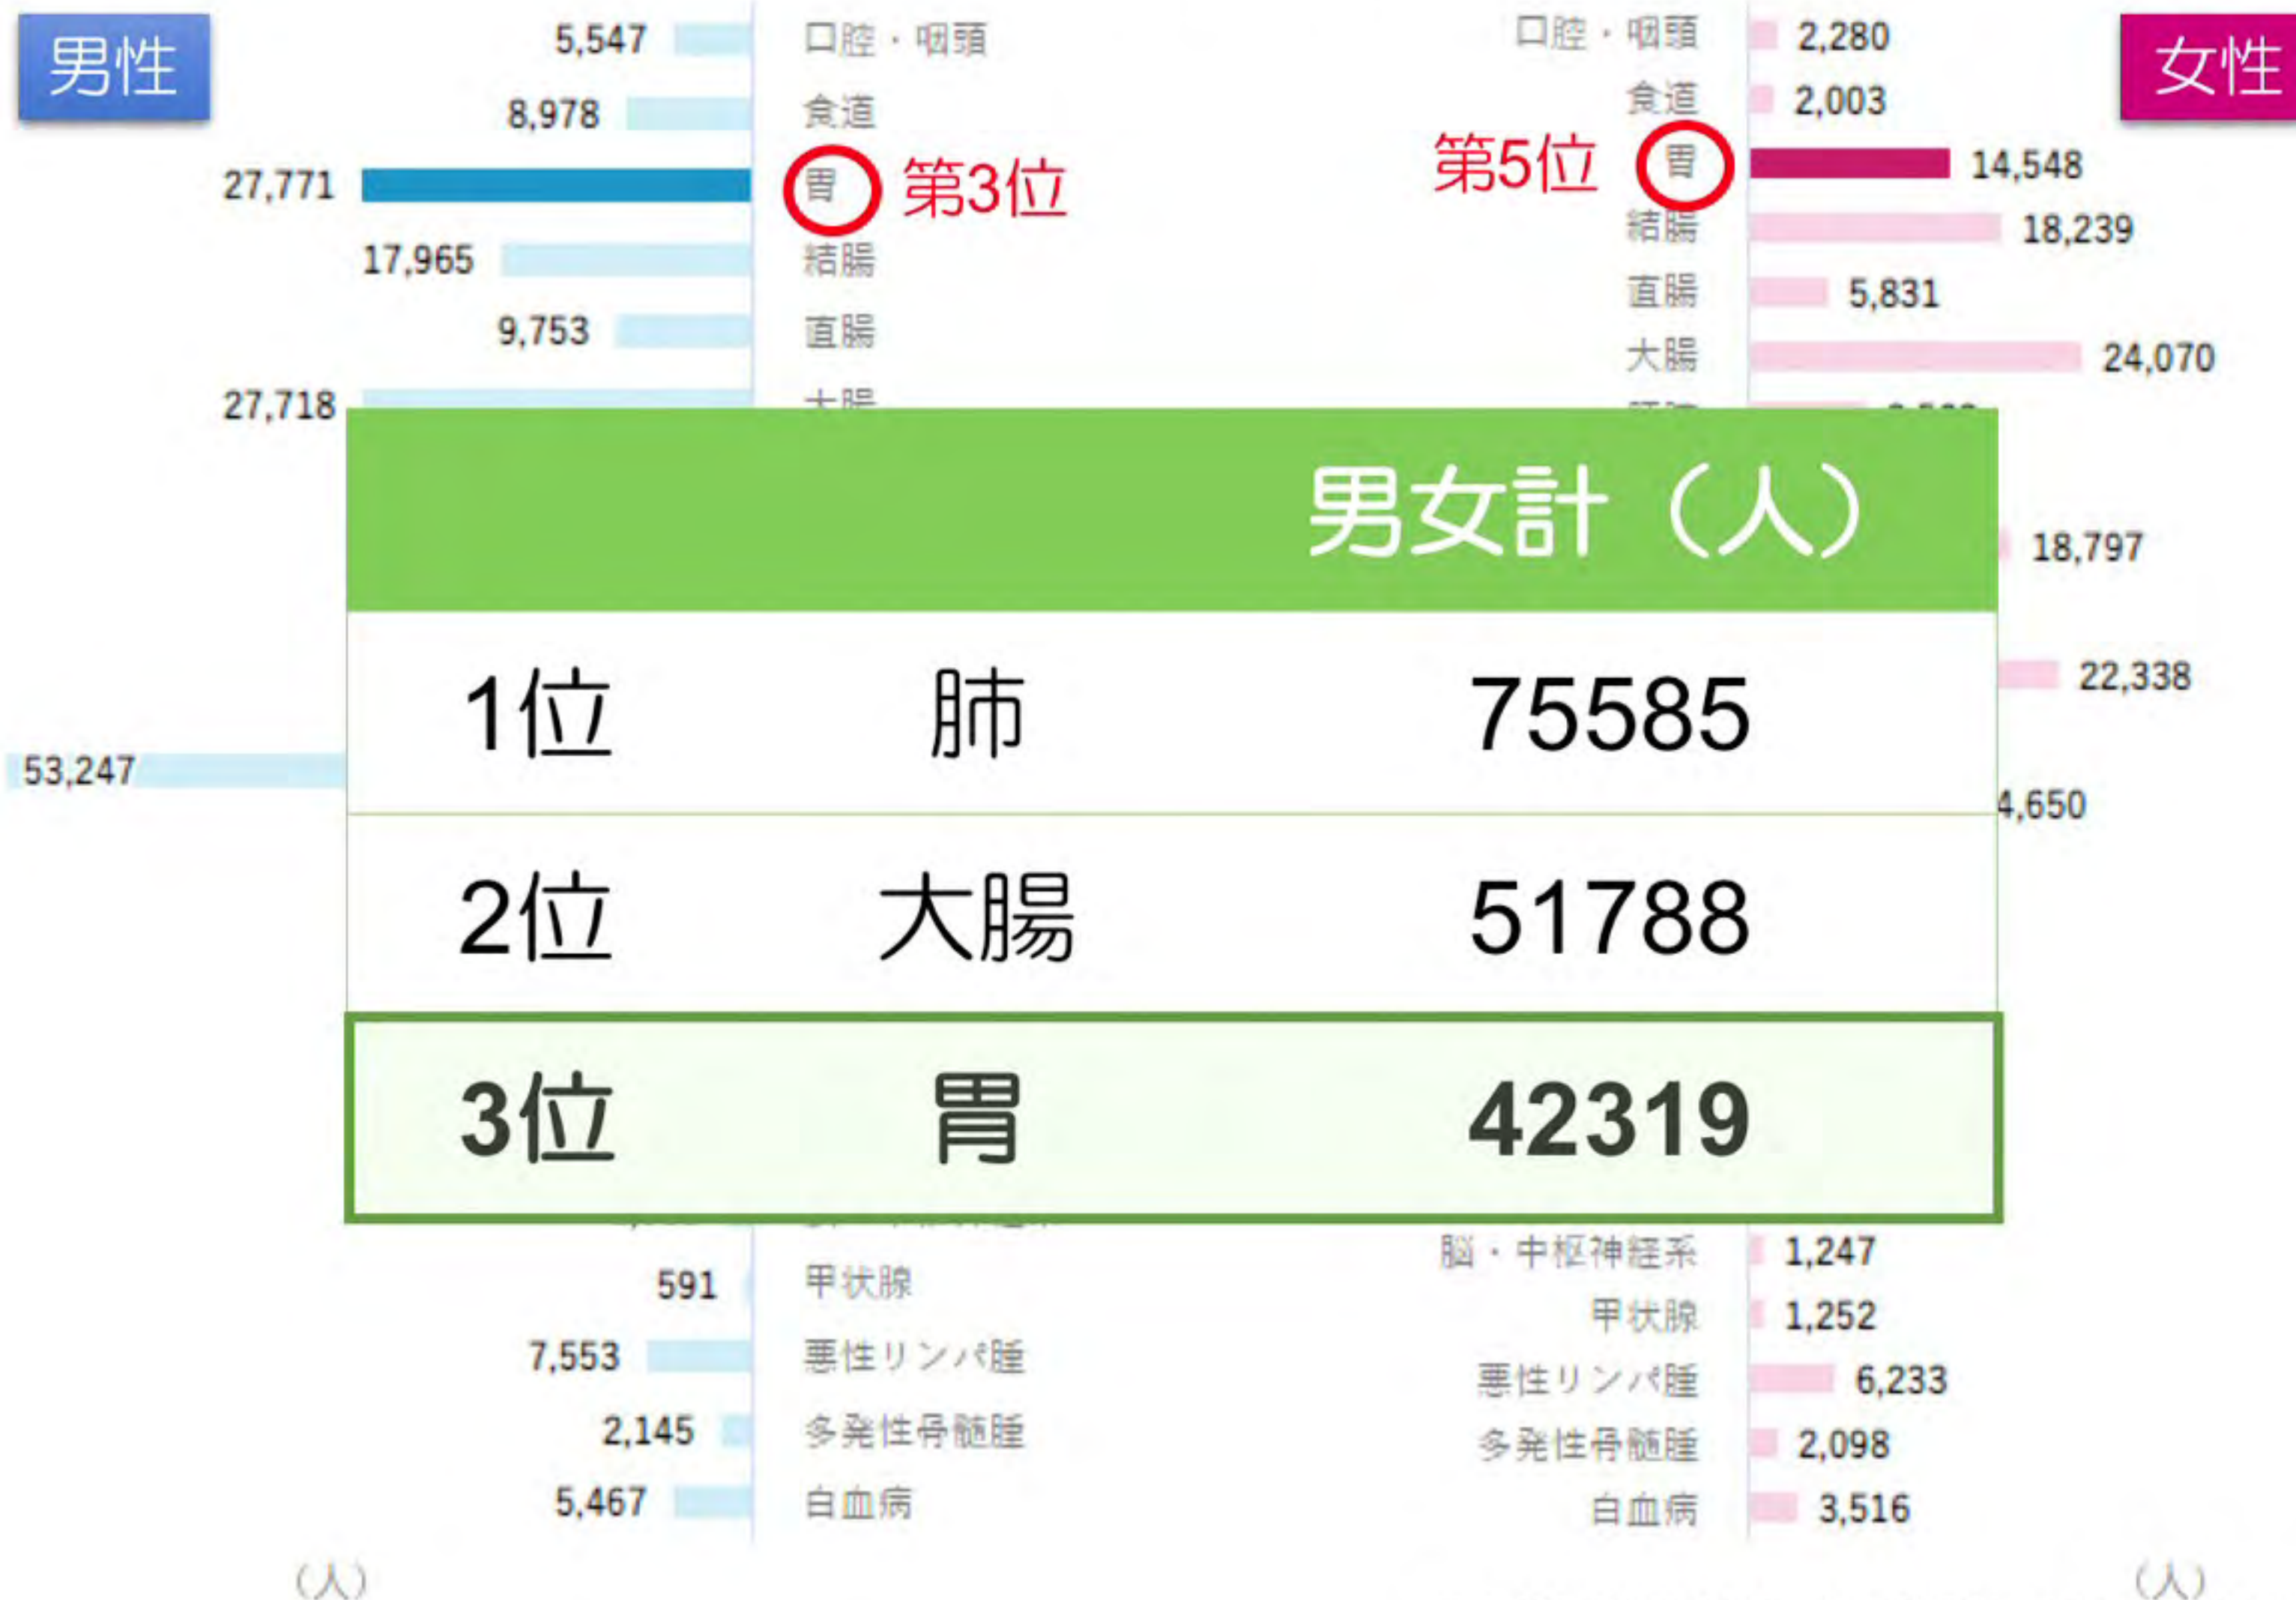 男性
5,547 口腔・咽頭
8,978 食道
27,771 胃 第3位
17,965 結腸
9,753 直腸
27,718 大腸
53,247
591 甲状腺
7,553 悪性リンパ腫
2,145 多発性骨髄腫
5,467 白血病
（人）
女性
口腔・咽頭 2,280
食道 2,003
第5位 胃 14,548
結腸 18,239
直腸 5,831
大腸 24,070
18,797
22,338
4,650
脳・中枢神経系 1,247
甲状腺 1,252
悪性リンパ腫 6,233
多発性骨髄腫 2,098
白血病 3,516
（人）
男女計（人）
1位 肺 75585
2位 大腸 51788
3位 胃 42319